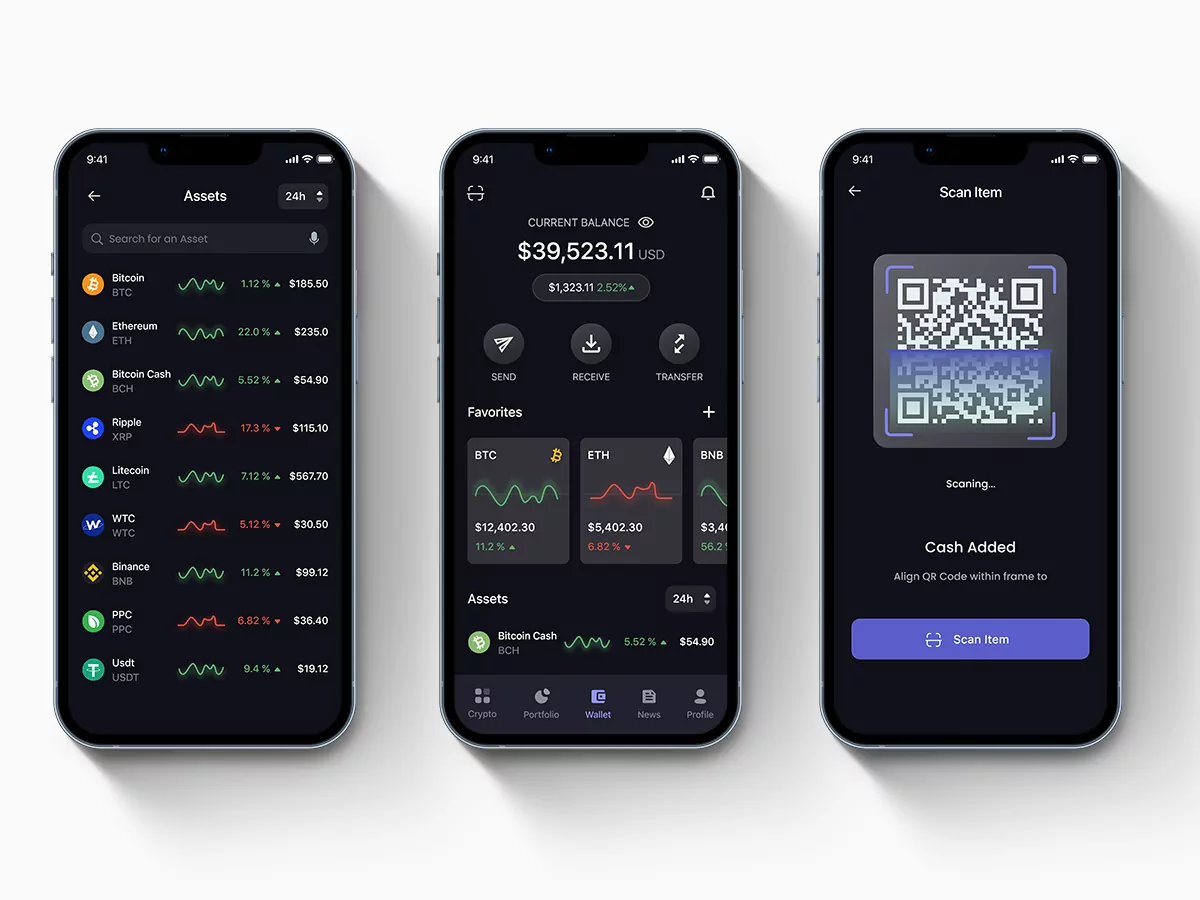 9:41
Assets
24h
Search for an Asset
Bitcoin
BTC
1.12 %
$185.50
Ethereum
ETH
22.0 %
$235.0
Bitcoin Cash
BCH
5.52 %
$54.90
Ripple
XRP
17.3 %
$115.10
Litecoin
LTC
7.12 %
$567.70
WTC
WTC
5.12 %
$30.50
Binance
BNB
11.2 %
$99.12
PPC
PPC
6.82 %
$36.40
Usdt
USDT
9.4 %
$19.12
9:41
CURRENT BALANCE
$39,523.11 USD
$1,323.11 2.52%
SEND
RECEIVE
TRANSFER
Favorites
BTC
$12,402.30
11.2 %
ETH
$5,402.30
6.82 %
BNB
$3,4
56.2
Assets
24h
Bitcoin Cash
BCH
5.52 %
$54.90
Crypto
Portfolio
Wallet
News
Profile
9:41
Scan Item
Scaning...
Cash Added
Align QR Code within frame to
Scan Item